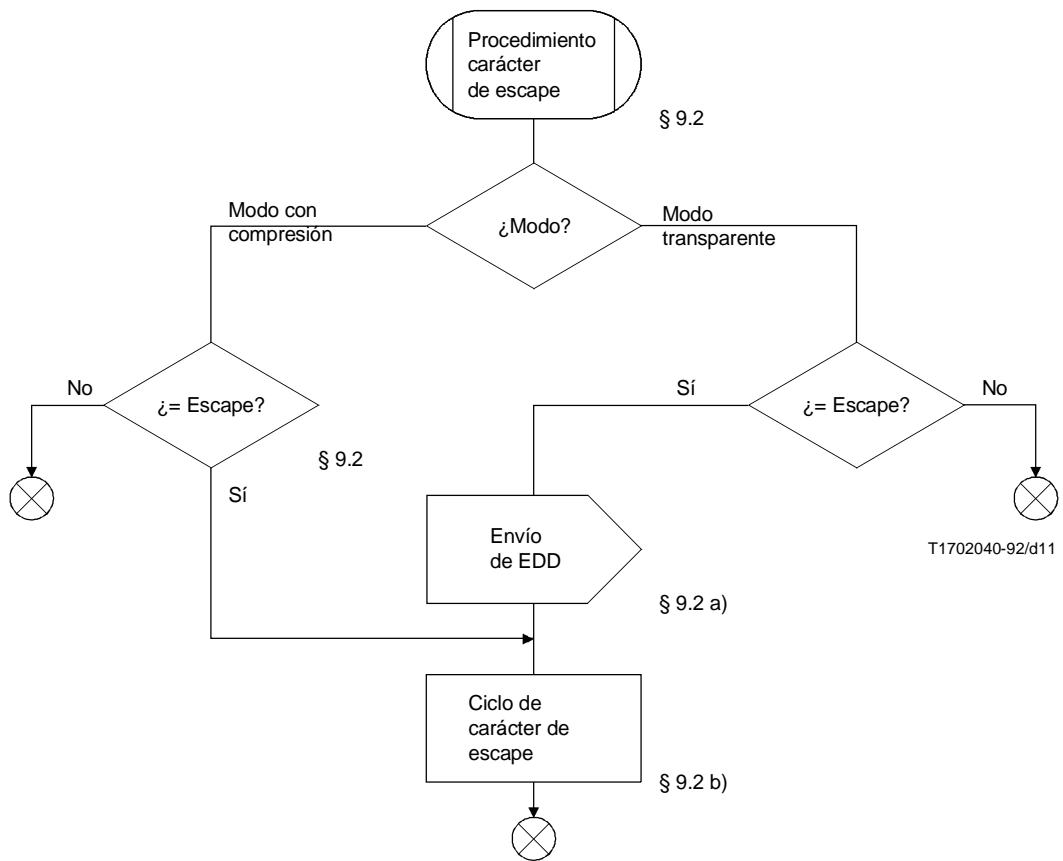 Procedimiento
carácter
de escape
§ 9.2
Modo con
compresión
¿Modo?
Modo
transparente
No
¿= Escape?
§ 9.2
Sí
Sí
¿= Escape?
No
Envío
de EDD
T1702040-92/d11
§ 9.2 a)
Ciclo de
carácter de
escape
§ 9.2 b)